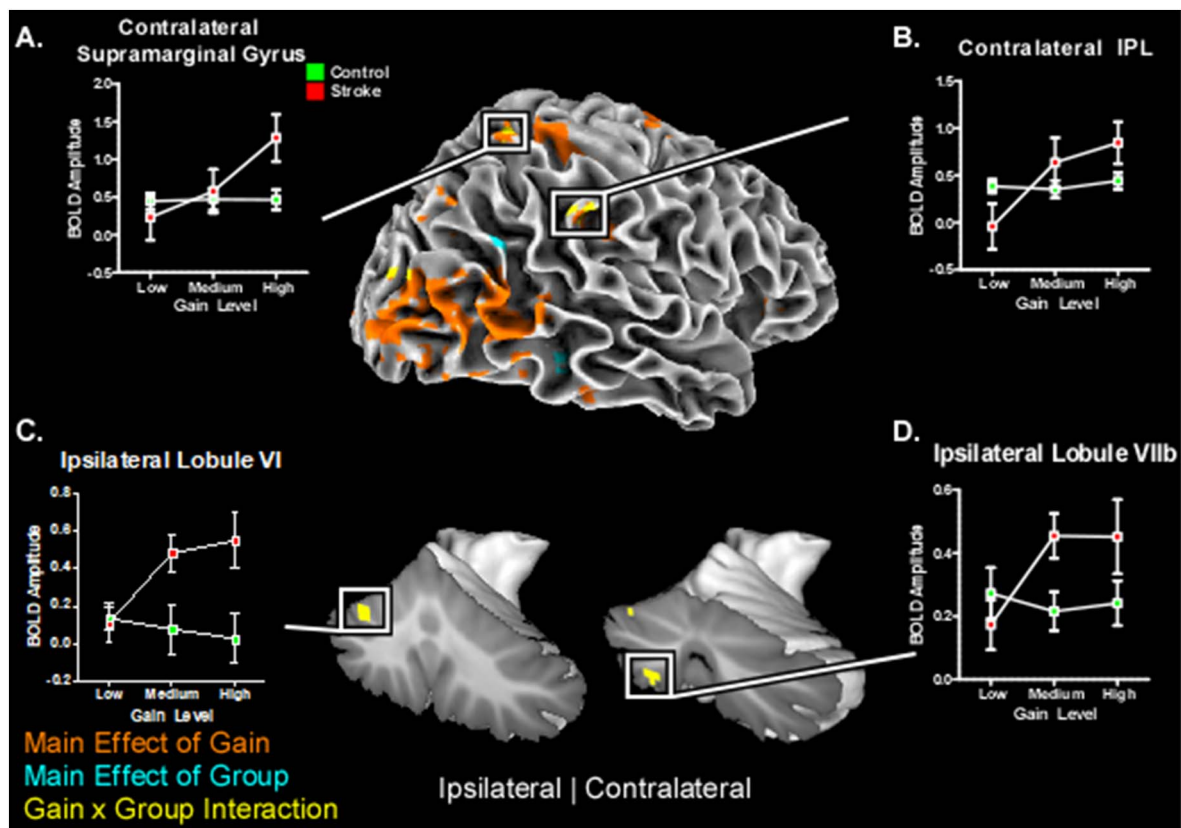 A.
Contralateral
Supramarginal Gyrus
Control
Stroke
2.0
1.5
1.0
0.5
0.0
-0.5
BOLD Amplitude
Low Medium High
Gain Level
B.
Contralateral IPL
1.5
1.0
0.5
0.0
-0.5
BOLD Amplitude
Low Medium High
Gain Level
C.
Ipsilateral Lobule VI
0.8
0.6
0.4
0.2
0.0
-0.2
BOLD Amplitude
Low Medium High
Gain Level
D.
Ipsilateral Lobule VIIb
0.6
0.4
0.2
0.0
BOLD Amplitude
Low Medium High
Gain Level
Main Effect of Gain
Main Effect of Group
Gain x Group Interaction
Ipsilateral | Contralateral